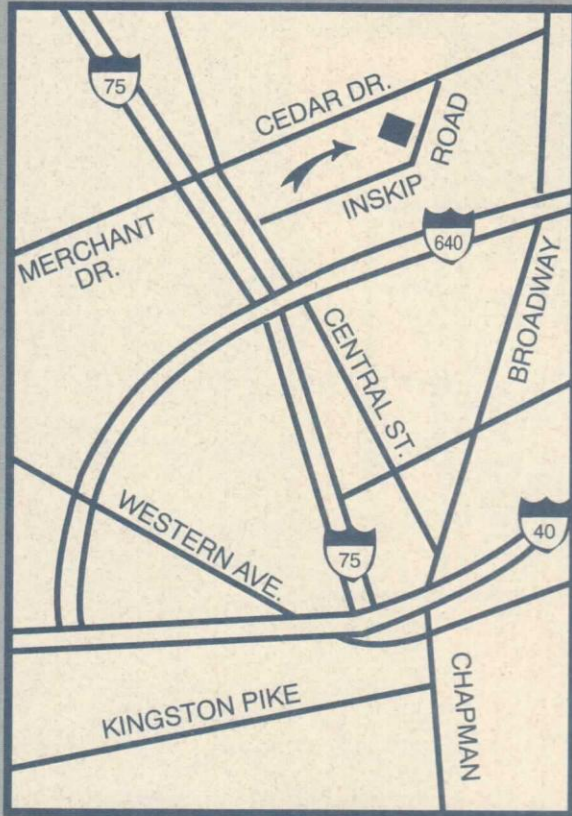 75
CEDAR DR.
INSKIP
ROAD
MERCHANT
DR.
640
BROADWAY
CENTRAL ST.
WESTERN AVE.
75
40
KINGSTON PIKE
CHAPMAN